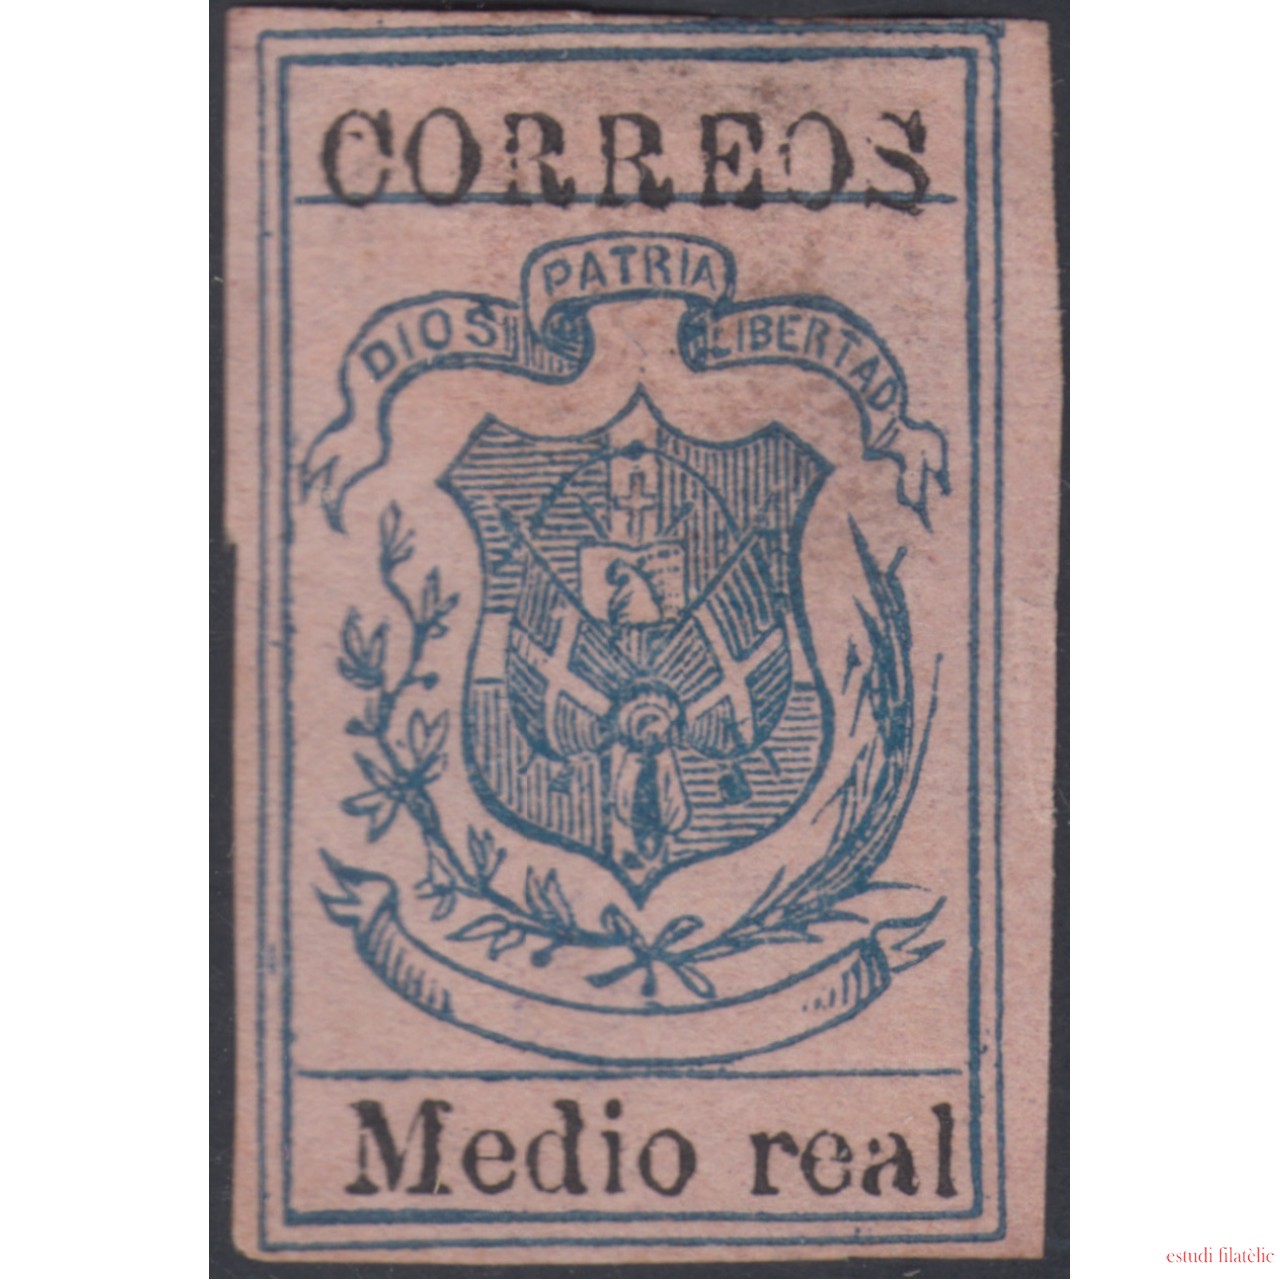 CORREOS
DIOS PATRIA LIBERTAD
Medio real
estudi filatèlic